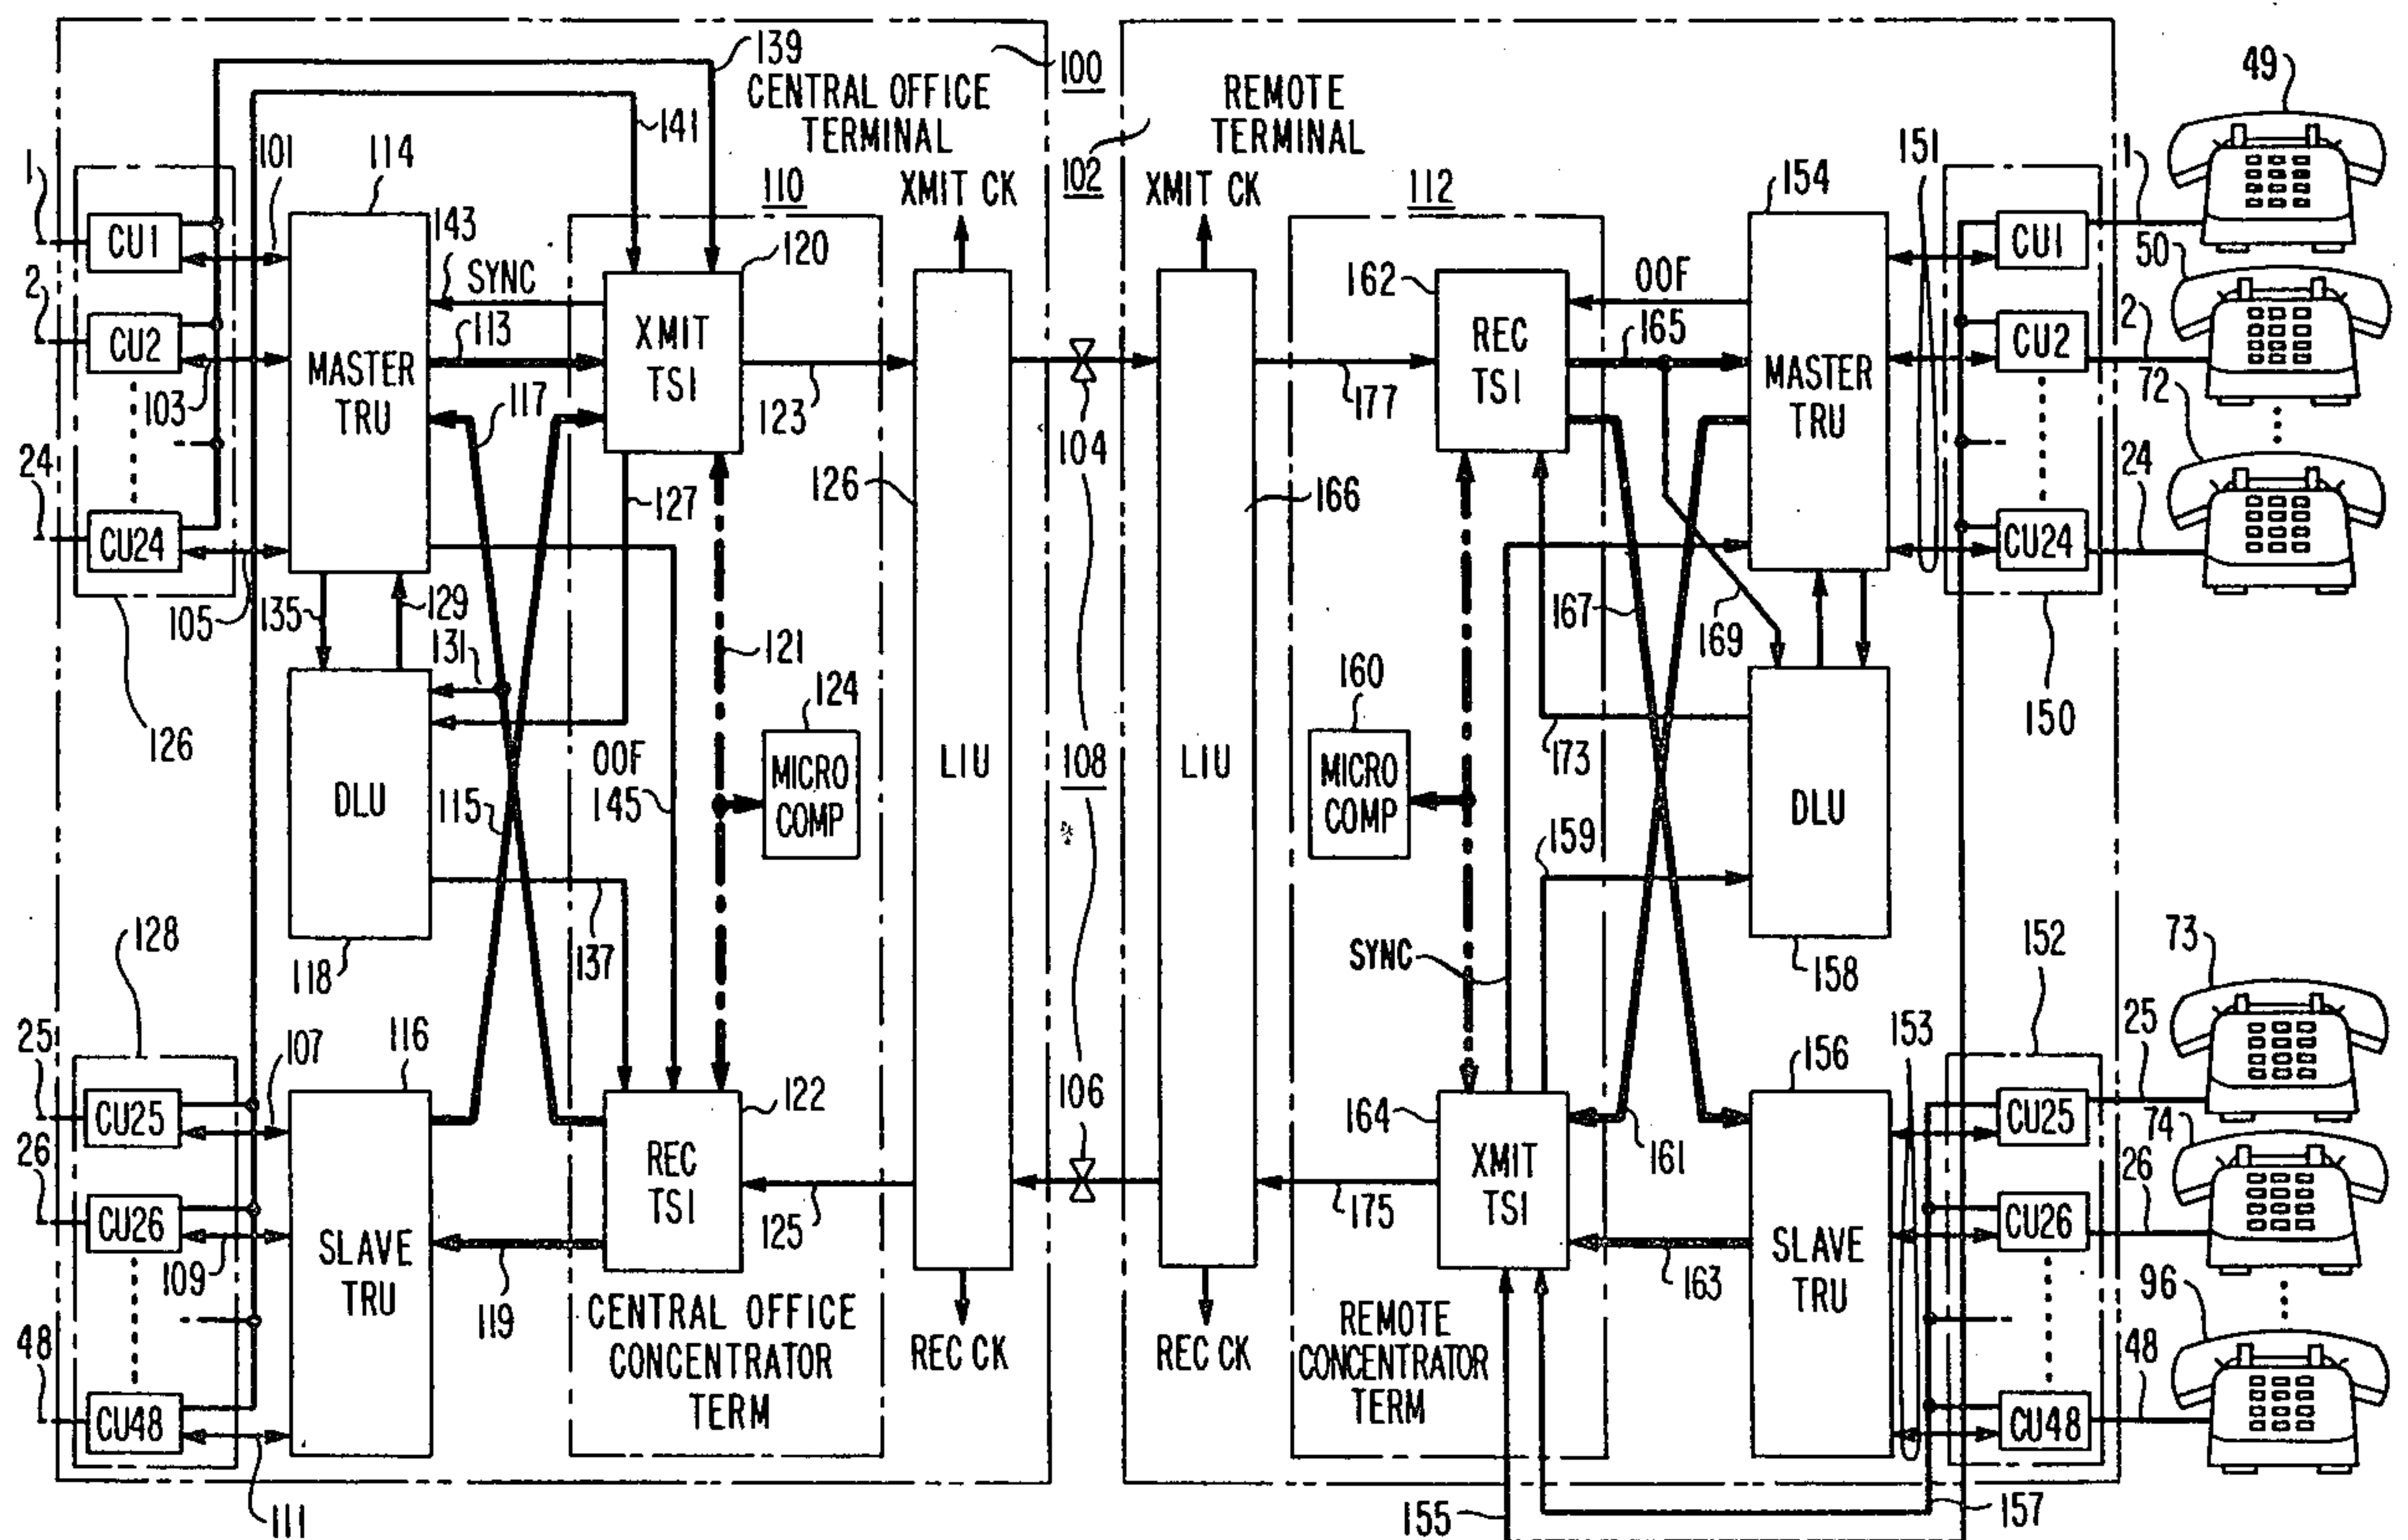 139
100
CENTRAL OFFICE
TERMINAL
141
110
XMIT CK
1
101
114
CU1
143
SYNC
120
2
CU2
113
MASTER
TRU
XMIT
TSI
103
117
123
24
CU24
127
126
105
135
129
131
121
124
126
DLU
115
OOF
145
MICRO
COMP
LIU
128
118
137
25
107
116
122
CU25
26
CU26
REC
TSI
125
109
SLAVE
TRU
119
48
CU48
CENTRAL OFFICE
CONCENTRATOR
TERM
REC CK
111
104
108
106
102
REMOTE
TERMINAL
XMIT CK
112
162
OOF
154
151
REC
TSI
165
MASTER
TRU
177
166
167
169
160
MICRO
COMP
173
LIU
159
DLU
SYNC
158
164
156
153
152
XMIT
TSI
161
175
163
SLAVE
TRU
REMOTE
CONCENTRATOR
TERM
REC CK
155
157
150
CU1
1
49
CU2
2
50
CU24
24
72
CU25
25
73
CU26
26
74
CU48
48
96